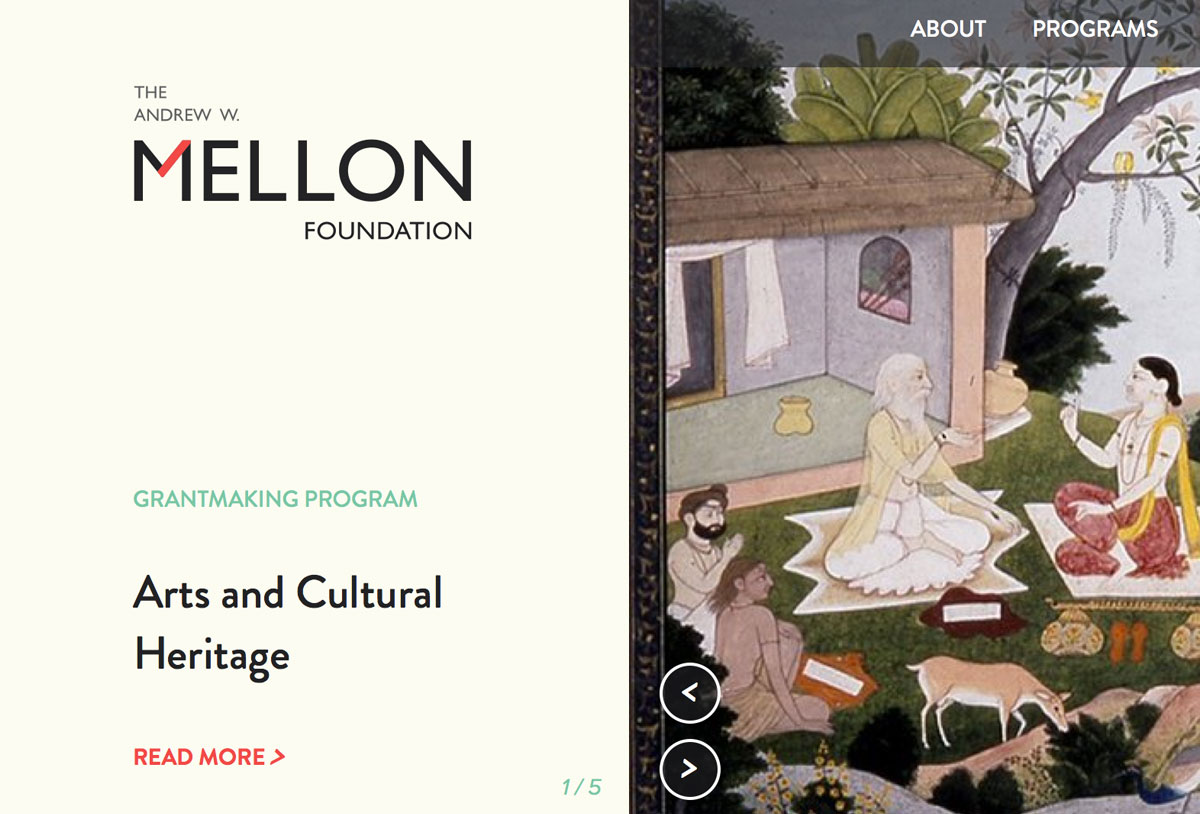 THE
ANDREW W.
MELLON
FOUNDATION
GRANTMAKING PROGRAM
Arts and Cultural
Heritage
READ MORE >
1 / 5
ABOUT PROGRAMS
<
>